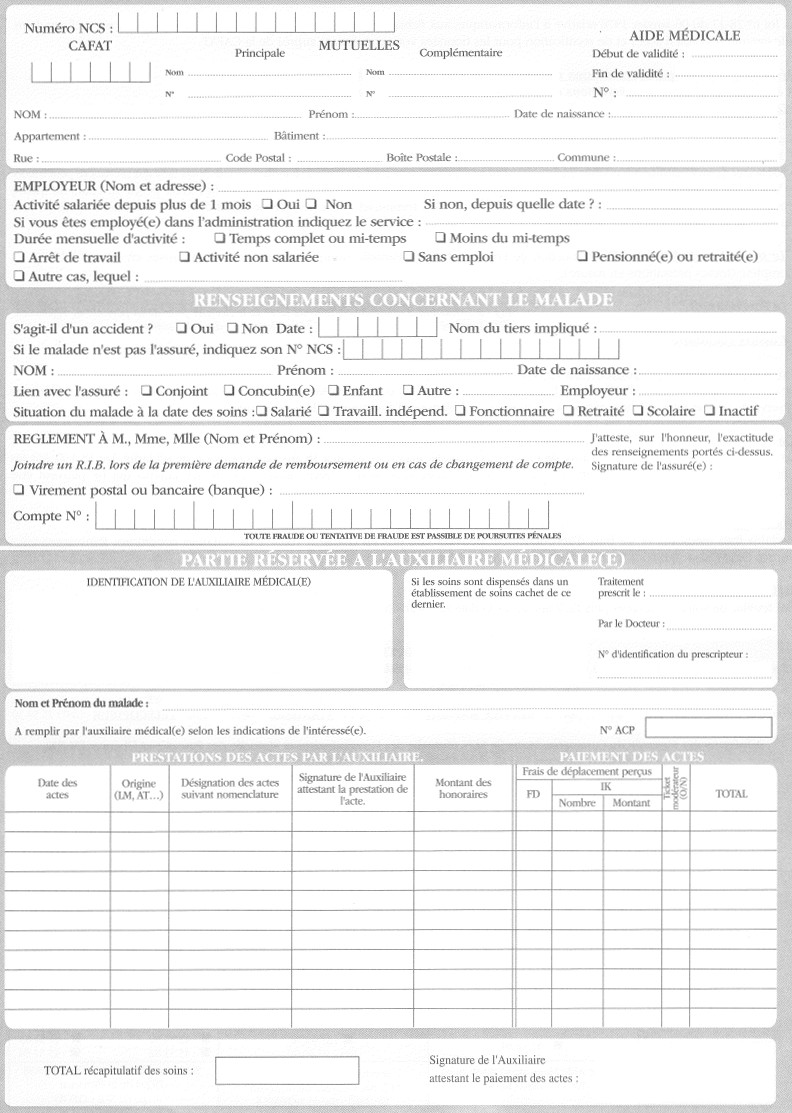 Numéro NCS :
CAFAT
MUTUELLES
AIDE MÉDICALE
Principale
Complémentaire
Début de validité :
Nom
Nom
Fin de validité :
N°
N°
N° :
NOM : Prénom : Date de naissance :
Appartement : Bâtiment :
Rue : Code Postal : Boîte Postale : Commune :
EMPLOYEUR (Nom et adresse) :
Activité salariée depuis plus de 1 mois ❏ Oui ❏ Non Si non, depuis quelle date ? :
Si vous êtes employé(e) dans l'administration indiquez le service :
Durée mensuelle d'activité : ❏ Temps complet ou mi-temps ❏ Moins du mi-temps
❏ Arrêt de travail ❏ Activité non salariée ❏ Sans emploi ❏ Pensionné(e) ou retraité(e)
❏ Autre cas, lequel :
RENSEIGNEMENTS CONCERNANT LE MALADE
S'agit-il d'un accident ? ❏ Oui ❏ Non Date : Nom du tiers impliqué :
Si le malade n'est pas l'assuré, indiquez son N° NCS :
NOM : Prénom : Date de naissance :
Lien avec l'assuré : ❏ Conjoint ❏ Concubin(e) ❏ Enfant ❏ Autre : Employeur :
Situation du malade à la date des soins : ❏ Salarié ❏ Travaill. indépend. ❏ Fonctionnaire ❏ Retraité ❏ Scolaire ❏ Inactif
REGLEMENT À M., Mme, Mlle (Nom et Prénom) :
J'atteste, sur l'honneur, l'exactitude
des renseignements portés ci-dessus.
Signature de l'assuré(e) :
Joindre un R.I.B. lors de la première demande de remboursement ou en cas de changement de compte.
❏ Virement postal ou bancaire (banque) :
Compte N° :
TOUTE FRAUDE OU TENTATIVE DE FRAUDE EST PASSIBLE DE POURSUITES PÉNALES
PARTIE RÉSERVÉE A L'AUXILIAIRE MÉDICALE(E)
IDENTIFICATION DE L'AUXILIAIRE MÉDICAL(E)
Si les soins sont dispensés dans un
établissement de soins cachet de ce
dernier.
Traitement
prescrit le :
Par le Docteur :
N° d'identification du prescripteur :
Nom et Prénom du malade :
A remplir par l'auxiliaire médical(e) selon les indications de l'intéressé(e).
N° ACP
PRESTATIONS DES ACTES PAR L'AUXILIAIRE.
PAIEMENT DES ACTES
Date des
actes
Origine
(LM, AT…)
Désignation des actes
suivant nomenclature
Signature de l'Auxiliaire
attestant la prestation de
l'acte.
Montant des
honoraires
Frais de déplacement perçus
FD
IK
Nombre
Montant
Ticket
modérateur
(O/N)
TOTAL
TOTAL récapitulatif des soins :
Signature de l'Auxiliaire
attestant le paiement des actes :